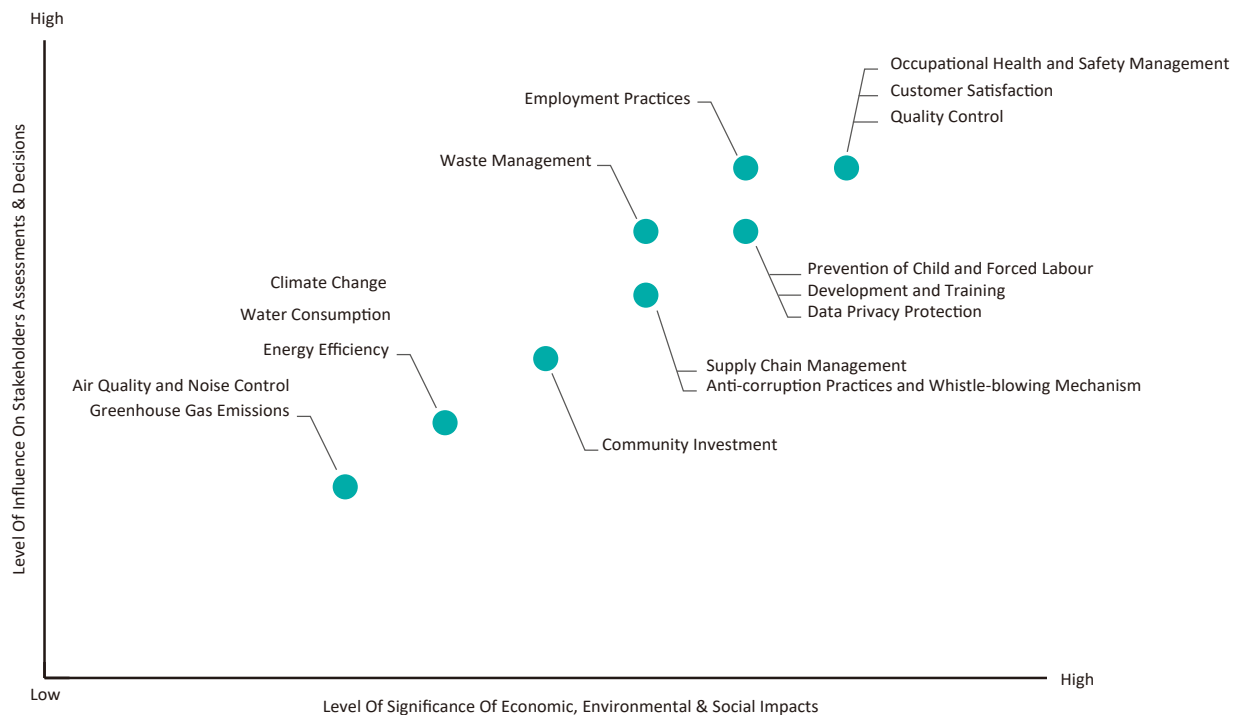 High
Occupational Health and Safety Management
Customer Satisfaction
Quality Control
Employment Practices
Waste Management
Prevention of Child and Forced Labour
Development and Training
Data Privacy Protection
Climate Change
Water Consumption
Energy Efficiency
Supply Chain Management
Anti-corruption Practices and Whistle-blowing Mechanism
Air Quality and Noise Control
Greenhouse Gas Emissions
Community Investment
Level Of Influence On Stakeholders Assessments & Decisions
Low
High
Level Of Significance Of Economic, Environmental & Social Impacts